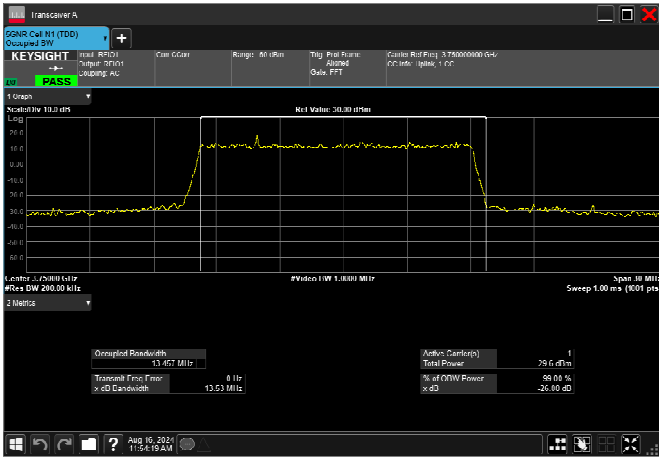 Transceiver A
5GNR Cell N1 (TDD)
Occupied BW
KEYSIGHT
Input: RFIO1
Output: RFIO1
Coupling: AC
Corr CCorr
Range: -60 dBm
Trig: Prot Frame
Aligned
Gate: FFT
Carrier Ref Freq: 3.750000000 GHz
CC Info: Uplink, 1 CC
PASS
1 Graph
Scale/Div 10.0 dB
Ref Value 30.00 dBm
Log
20.0
10.0
0.00
-10.0
-20.0
-30.0
-40.0
-50.0
-60.0
Center 3.75000 GHz
#Video BW 1.0000 MHz
Span 30 MHz
#Res BW 200.00 kHz
Sweep 1.00 ms (1001 pts
2 Metrics
Occupied Bandwidth
13.457 MHz
Transmit Freq Error
0 Hz
x dB Bandwidth
13.53 MHz
Active Carrier(s)
1
Total Power
29.6 dBm
% of OBW Power
99.00 %
x dB
-26.00 dB
Aug 16, 2024
11:54:19 AM